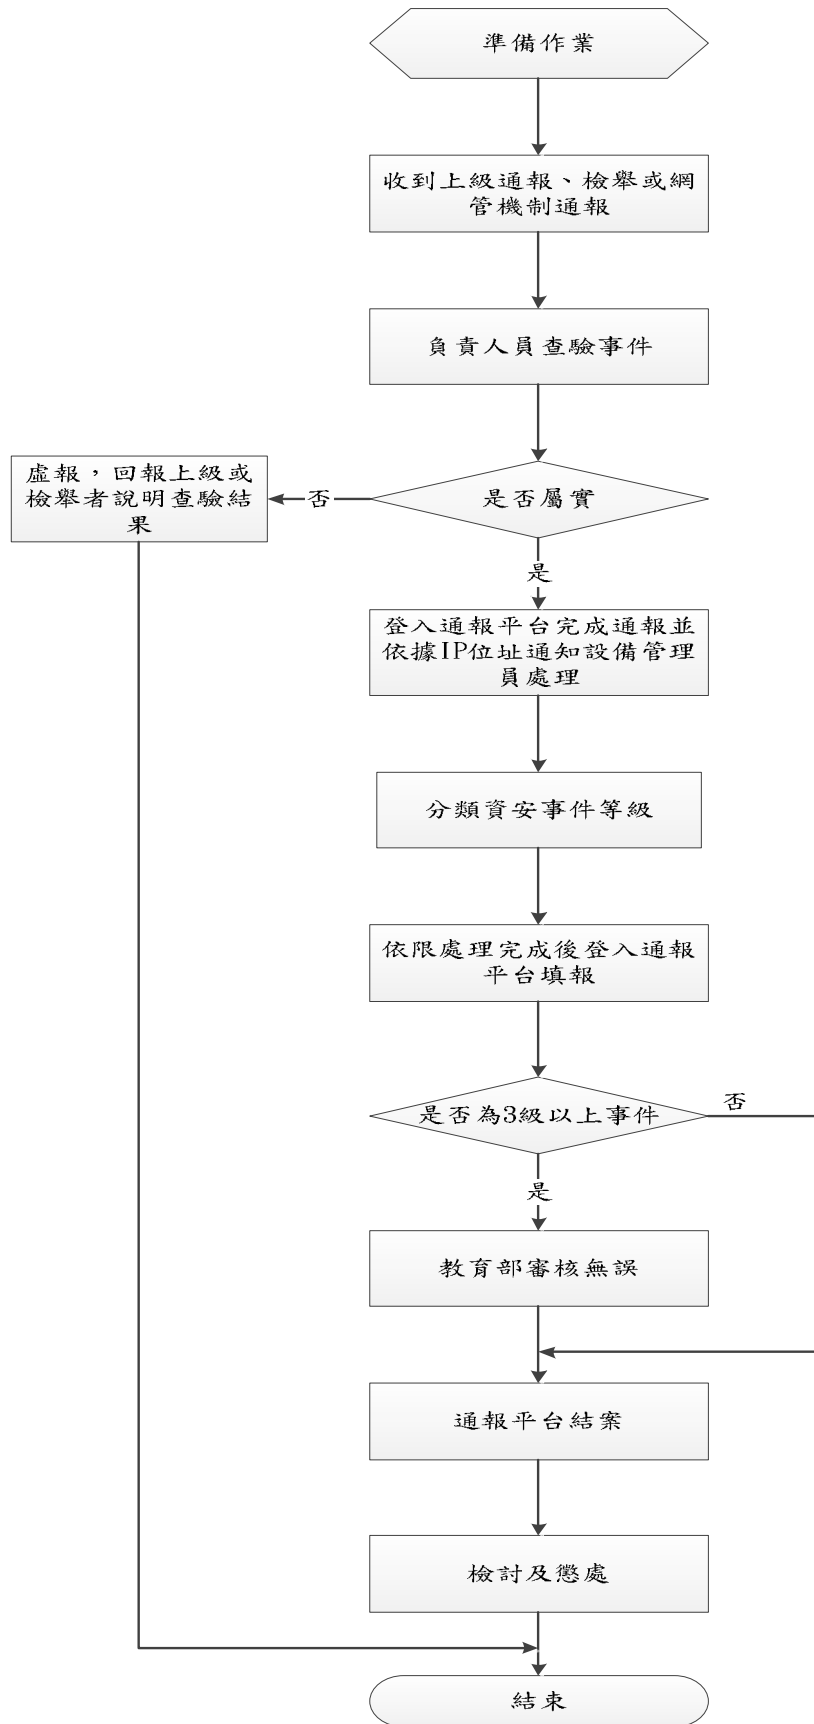 準備作業
收到上級通報、檢舉或網
管機制通報
負責人員查驗事件
虛報，回報上級或
檢舉者說明查驗結
果
否
是否屬實
是
登入通報平台完成通報並
依據IP位址通知設備管理
員處理
分類資安事件等級
依限處理完成後登入通報
平台填報
是否為3級以上事件
否
是
教育部審核無誤
通報平台結案
檢討及懲處
結束